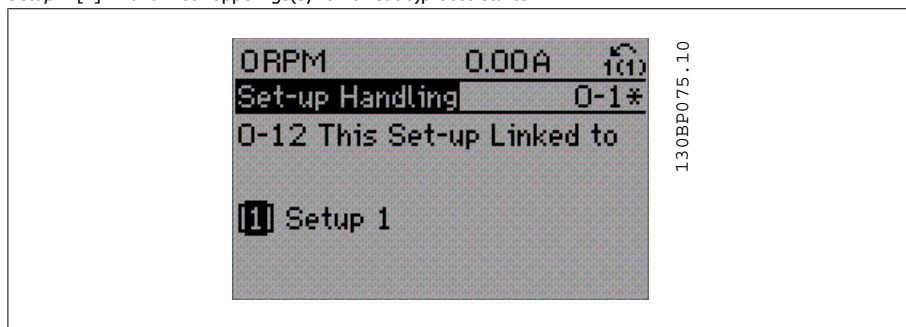 0RPM 0.00A 1(1)
Set-up Handling 0-1*
0-12 This Set-up Linked to
[1] Setup 1
130BP075.10